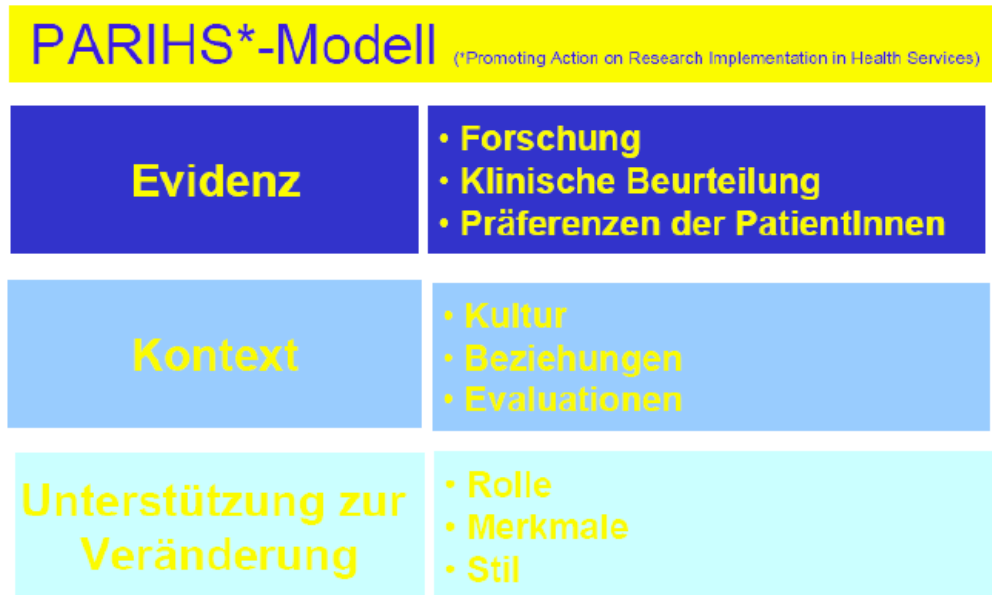 PARIHS*-Modell (*Promoting Action on Research Implementation in Health Services)
Evidenz
• Forschung
• Klinische Beurteilung
• Präferenzen der PatientInnen
Kontext
• Kultur
• Beziehungen
• Evaluationen
Unterstützung zur
Veränderung
• Rolle
• Merkmale
• Stil